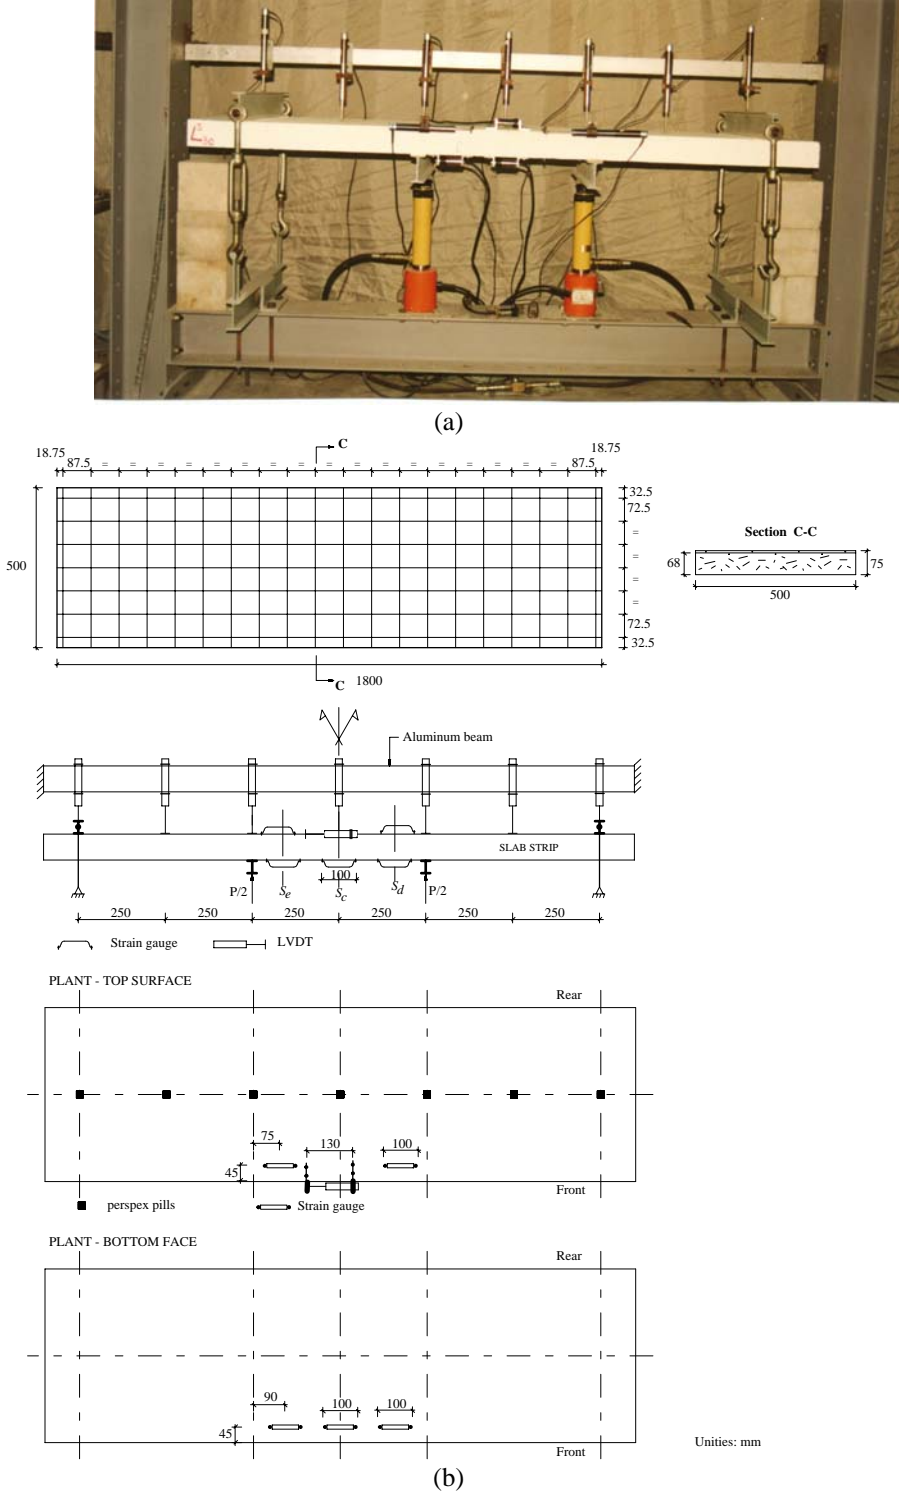 (a)
C
18.75 18.75
87.5 = = = = = = = = = = = = = = = = = 87.5
32.5
72.5
=
=
=
=
72.5
32.5
500
C 1800
Section C-C
68 75
500
Aluminum beam
SLAB STRIP
100
P/2 Se Sc Sd P/2
250 250 250 250 250 250
Strain gauge LVDT
PLANT - TOP SURFACE
Rear
75 130 100
45
Front
perspex pills Strain gauge
PLANT - BOTTOM FACE
Rear
90 100 100
45
Front
Unities: mm
(b)